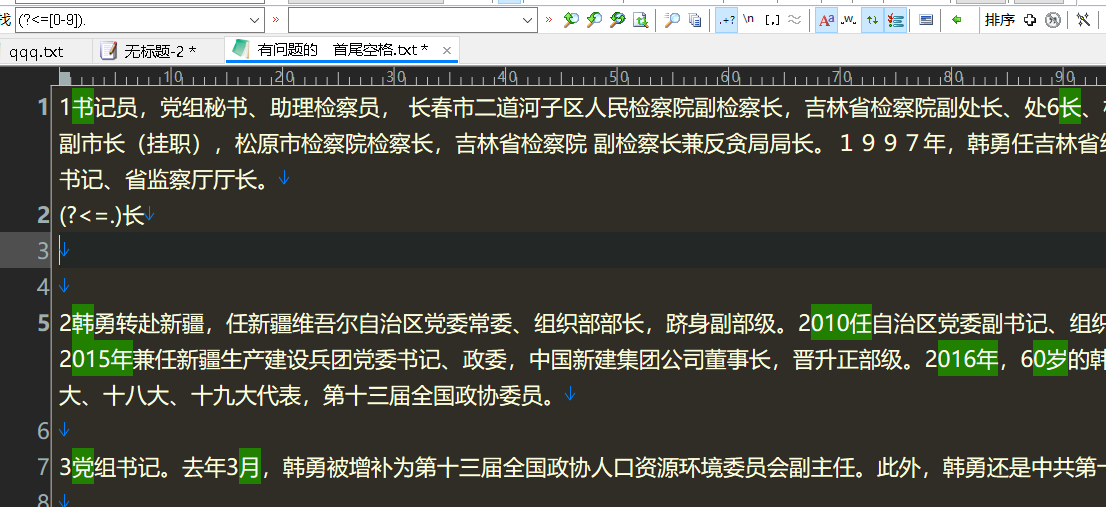 找 (?<=[0-9]). .+? \n [,] Aa .w. 排序
qqq.txt 无标题-2 * 有问题的 首尾空格.txt * ×
10 20 30 40 50 60 70 80 90
1 1书记员，党组秘书、助理检察员， 长春市二道河子区人民检察院副检察长，吉林省检察院副处长、处6长、
副市长（挂职），松原市检察院检察长，吉林省检察院 副检察长兼反贪局局长。１９９７年，韩勇任吉林省
书记、省监察厅厅长。↓
2 (?<=.)长↓
3 ↓
4 ↓
5 2韩勇转赴新疆，任新疆维吾尔自治区党委常委、组织部部长，跻身副部级。2010任自治区党委副书记、组织
2015年兼任新疆生产建设兵团党委书记、政委，中国新建集团公司董事长，晋升正部级。2016年，60岁的韩
大、十八大、十九大代表，第十三届全国政协委员。↓
6 ↓
7 3党组书记。去年3月，韩勇被增补为第十三届全国政协人口资源环境委员会副主任。此外，韩勇还是中共第十
8 ↓